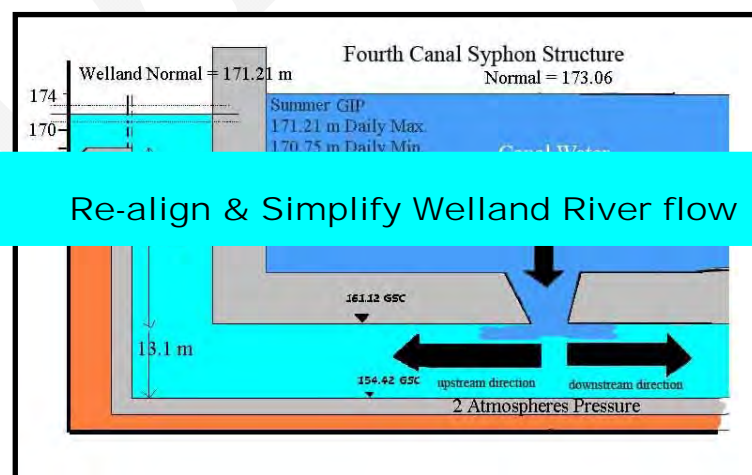 Fourth Canal Syphon Structure
Welland Normal = 171.21 m
Normal = 173.06
174
Summer GIP
171.21 m Daily Max.
170
170.75 m Daily Min.
Canal Water
Re-align & Simplify Welland River flow
161.12 GSC
13.1 m
154.42 GSC
upstream direction
downstream direction
2 Atmospheres Pressure